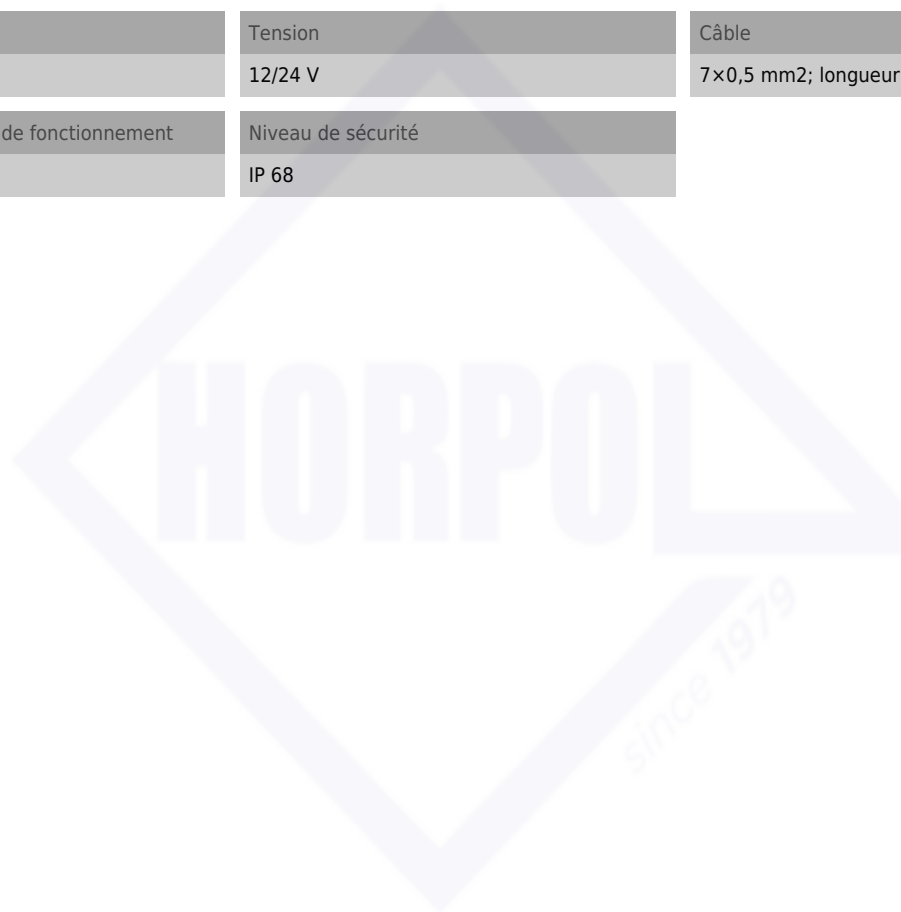 Tension
Câble
12/24 V
7×0,5 mm2; longueur
de fonctionnement
Niveau de sécurité
IP 68
HORPOL
since 1979